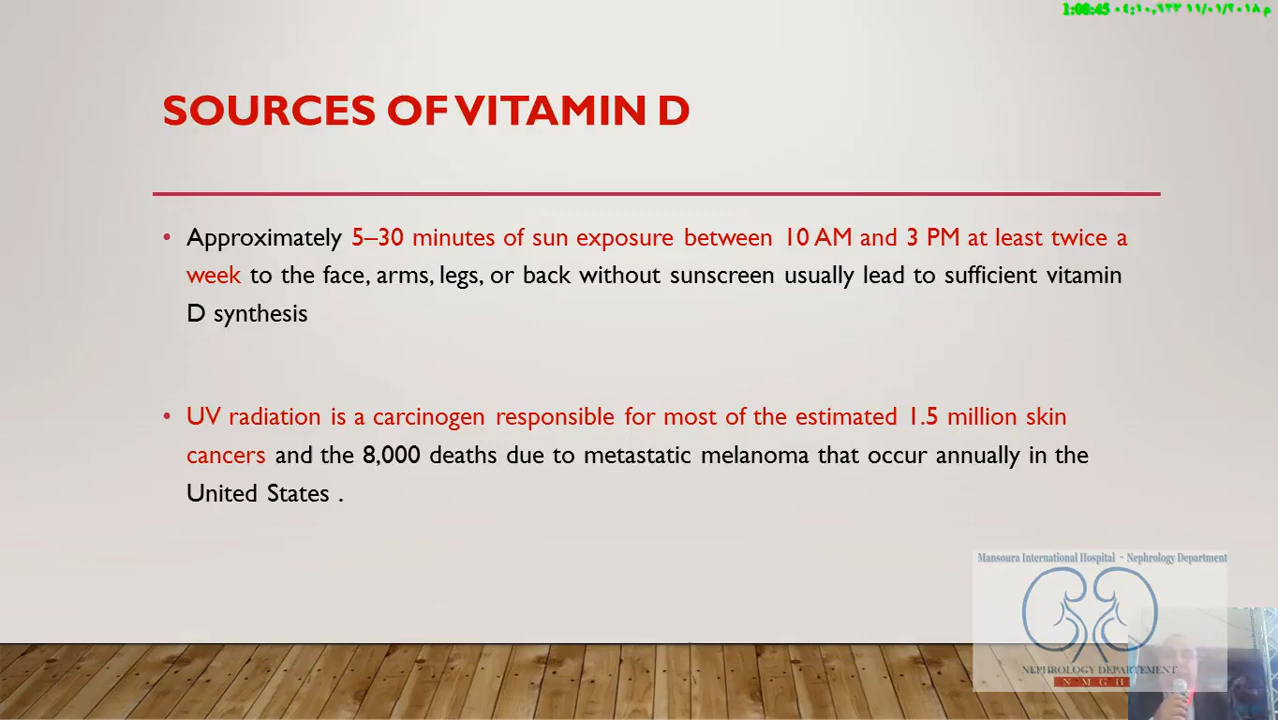 1:08:45
SOURCES OF VITAMIN D
• Approximately 5–30 minutes of sun exposure between 10 AM and 3 PM at least twice a
week to the face, arms, legs, or back without sunscreen usually lead to sufficient vitamin
D synthesis
• UV radiation is a carcinogen responsible for most of the estimated 1.5 million skin
cancers and the 8,000 deaths due to metastatic melanoma that occur annually in the
United States .
Mansoura International Hospital - Nephrology Department
NEPHROLOGY DEPARTEMENT
N M G H